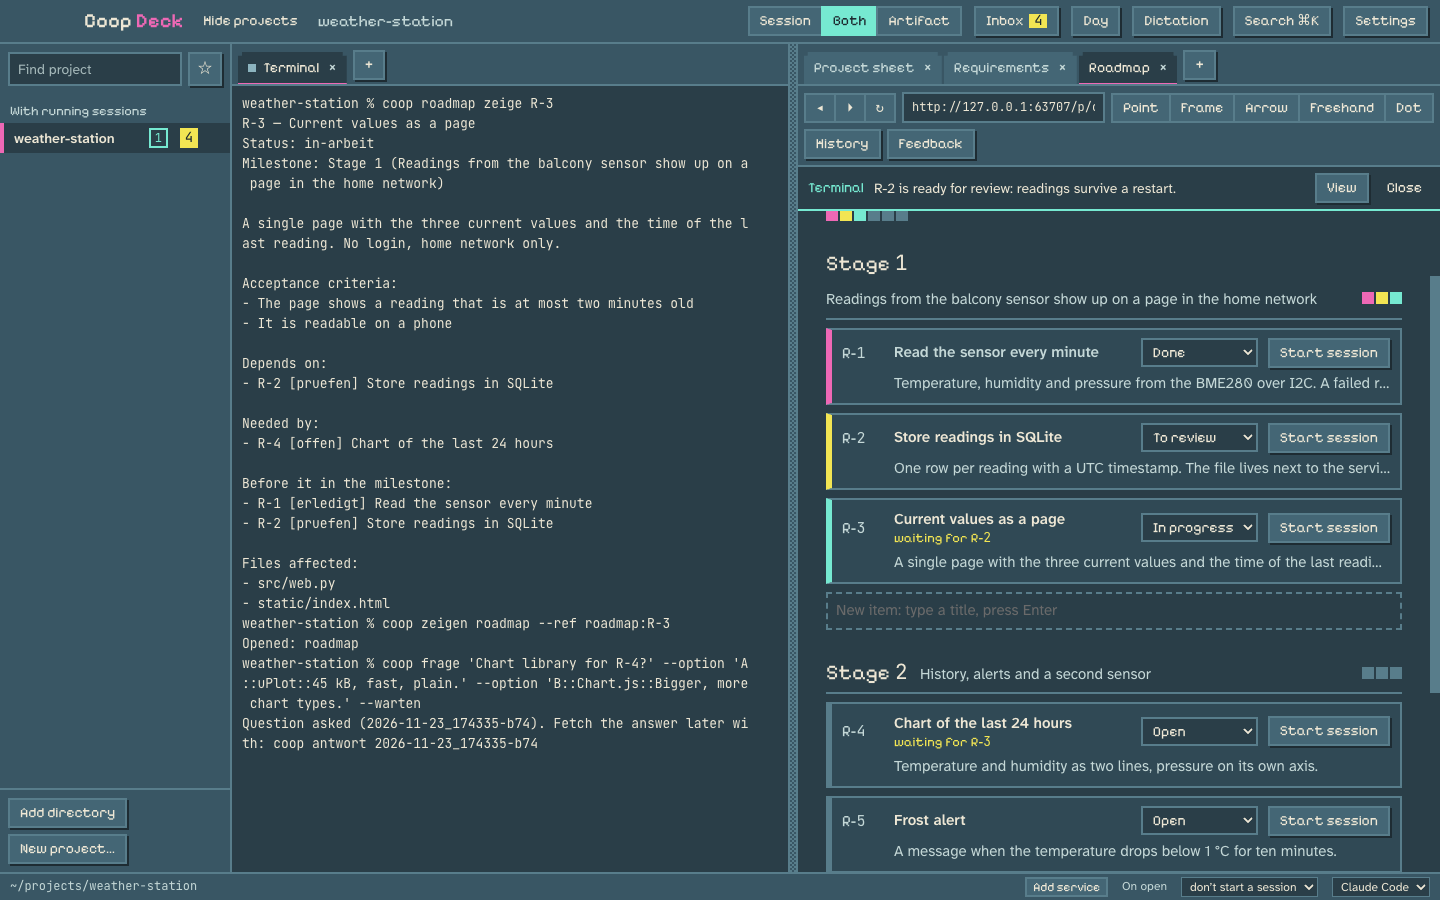 Coop Deck
Hide projects
weather-station
Session
Both
Artifact
Inbox 4
Day
Dictation
Search ⌘K
Settings
Find project
☆
With running sessions
weather-station 1 4
Add directory
New project…
Terminal ×
+
weather-station % coop roadmap zeige R-3
R-3 — Current values as a page
Status: in-arbeit
Milestone: Stage 1 (Readings from the balcony sensor show up on a
page in the home network)
A single page with the three current values and the time of the l
ast reading. No login, home network only.
Acceptance criteria:
- The page shows a reading that is at most two minutes old
- It is readable on a phone
Depends on:
- R-2 [pruefen] Store readings in SQLite
Needed by:
- R-4 [offen] Chart of the last 24 hours
Before it in the milestone:
- R-1 [erledigt] Read the sensor every minute
- R-2 [pruefen] Store readings in SQLite
Files affected:
- src/web.py
- static/index.html
weather-station % coop zeigen roadmap --ref roadmap:R-3
Opened: roadmap
weather-station % coop frage 'Chart library for R-4?' --option 'A
::uPlot::45 kB, fast, plain.' --option 'B::Chart.js::Bigger, more
chart types.' --warten
Question asked (2026-11-23_174335-b74). Fetch the answer later wi
th: coop antwort 2026-11-23_174335-b74
Project sheet ×
Requirements ×
Roadmap ×
+
http://127.0.0.1:63707/p/
Point
Frame
Arrow
Freehand
Dot
History
Feedback
Terminal R-2 is ready for review: readings survive a restart.
View
Close
Stage 1
Readings from the balcony sensor show up on a page in the home network
R-1 Read the sensor every minute Done Start session
Temperature, humidity and pressure from the BME280 over I2C. A failed r…
R-2 Store readings in SQLite To review Start session
One row per reading with a UTC timestamp. The file lives next to the servi…
R-3 Current values as a page In progress Start session
waiting for R-2
A single page with the three current values and the time of the last readi…
New item: type a title, press Enter
Stage 2 History, alerts and a second sensor
R-4 Chart of the last 24 hours Open Start session
waiting for R-3
Temperature and humidity as two lines, pressure on its own axis.
R-5 Frost alert Open Start session
A message when the temperature drops below 1 °C for ten minutes.
~/projects/weather-station
Add service
On open
don't start a session
Claude Code